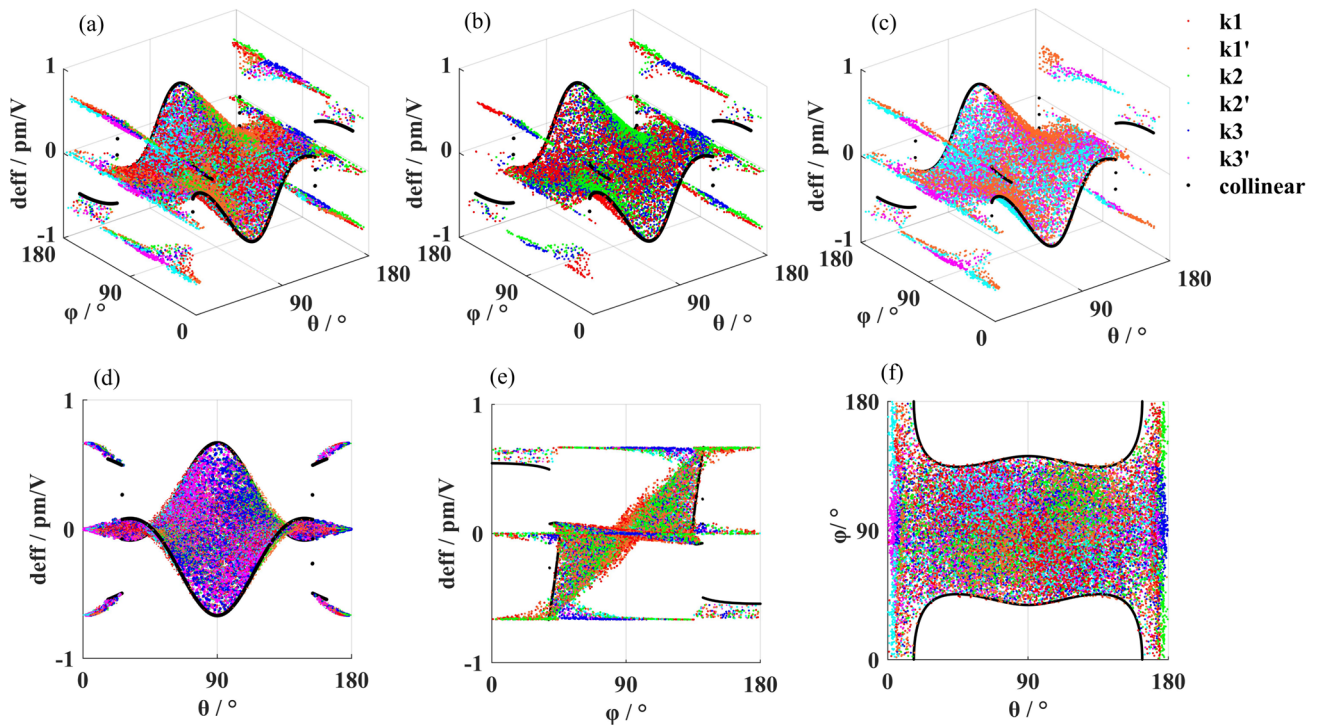 (a)
1
0
-1
180
90
0
180
90
deff / pm/V
φ / °
θ / °
(b)
1
0
-1
180
90
0
180
90
deff / pm/V
φ / °
θ / °
(c)
1
0
-1
180
90
0
180
90
deff / pm/V
φ / °
θ / °
k1
k1'
k2
k2'
k3
k3'
collinear
(d)
1
0
-1
0
90
180
deff / pm/V
θ / °
(e)
1
0
-1
0
90
180
deff / pm/V
φ / °
(f)
180
90
0
0
90
180
φ/ °
θ / °